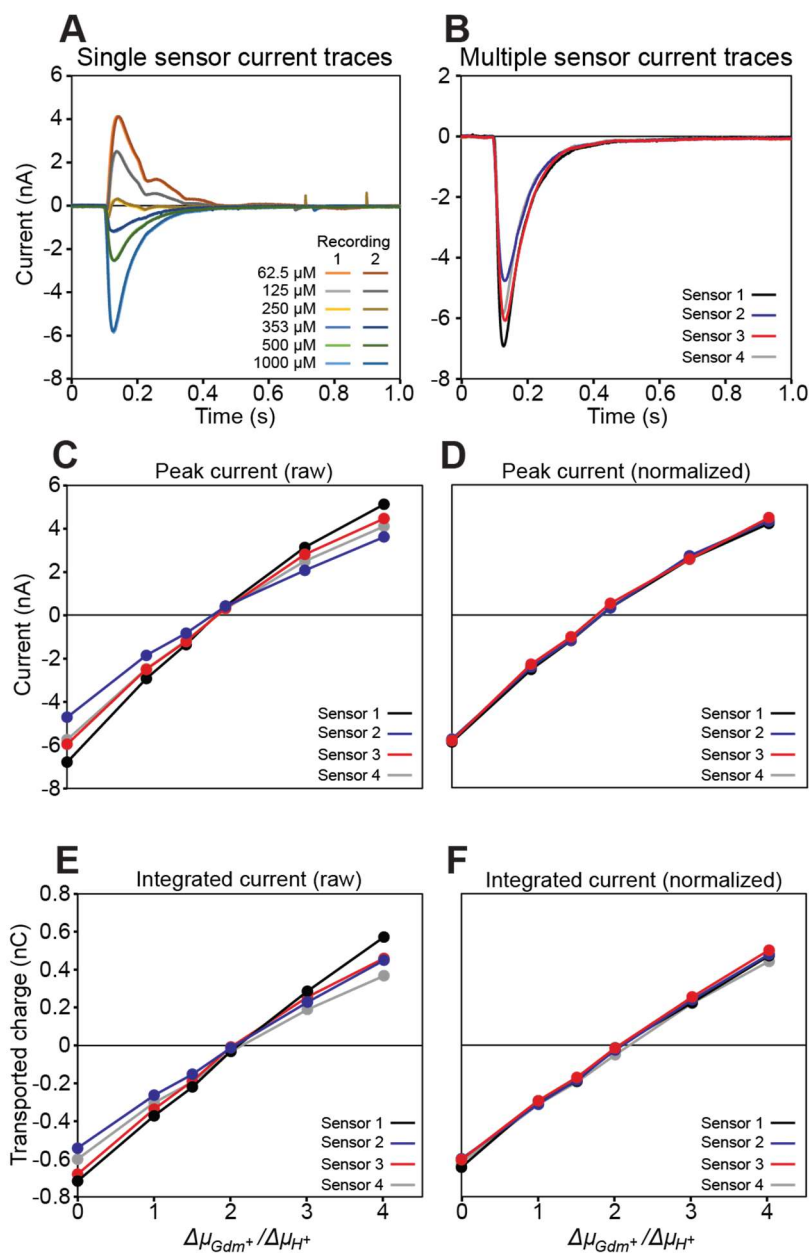 A
Single sensor current traces
6
4
2
0
-2
-4
-6
-8
Current (nA)
0
0.2
0.4
0.6
0.8
1.0
Time (s)
Recording
1 2
62.5 µM
125 µM
250 µM
353 µM
500 µM
1000 µM
B
Multiple sensor current traces
2
0
-2
-4
-6
-8
0
0.2
0.4
0.6
0.8
1.0
Time (s)
Sensor 1
Sensor 2
Sensor 3
Sensor 4
C
Peak current (raw)
6
4
2
0
-2
-4
-6
-8
Current (nA)
Sensor 1
Sensor 2
Sensor 3
Sensor 4
D
Peak current (normalized)
Sensor 1
Sensor 2
Sensor 3
Sensor 4
E
Integrated current (raw)
0.8
0.6
0.4
0.2
0
-0.2
-0.4
-0.6
-0.8
Transported charge (nC)
0
1
2
3
4
Δμ_Gdm⁺/Δμ_H⁺
Sensor 1
Sensor 2
Sensor 3
Sensor 4
F
Integrated current (normalized)
0
1
2
3
4
Δμ_Gdm⁺/Δμ_H⁺
Sensor 1
Sensor 2
Sensor 3
Sensor 4